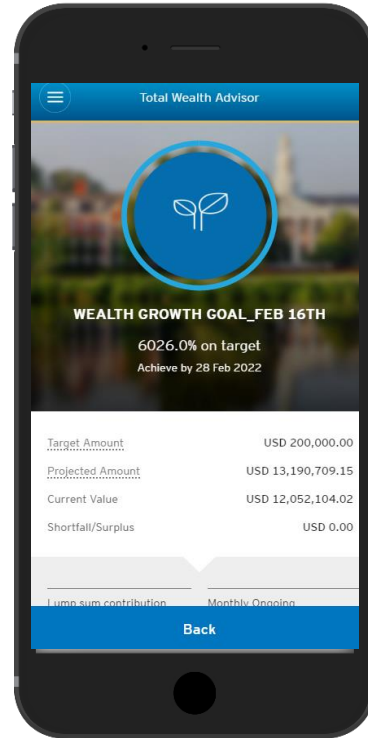 Total Wealth Advisor
WEALTH GROWTH GOAL_FEB 16TH
6026.0% on target
Achieve by 28 Feb 2022
Target Amount USD 200,000.00
Projected Amount USD 13,190,709.15
Current Value USD 12,052,104.02
Shortfall/Surplus USD 0.00
Lump sum contribution Monthly Ongoing
Back